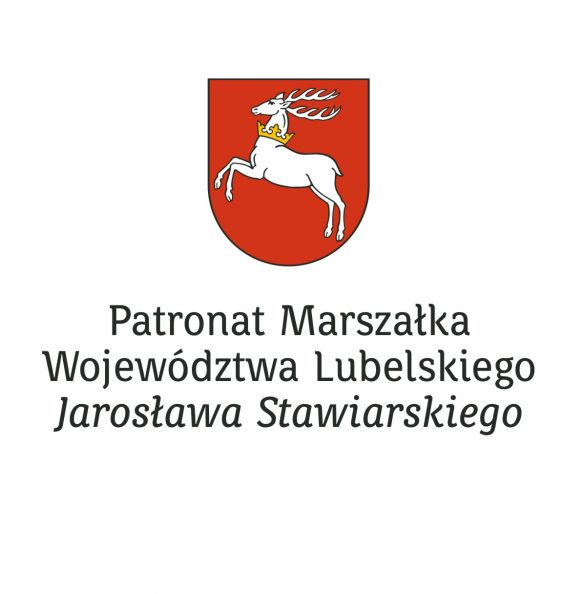 Patronat Marszałka
Województwa Lubelskiego
Jarosława Stawiarskiego